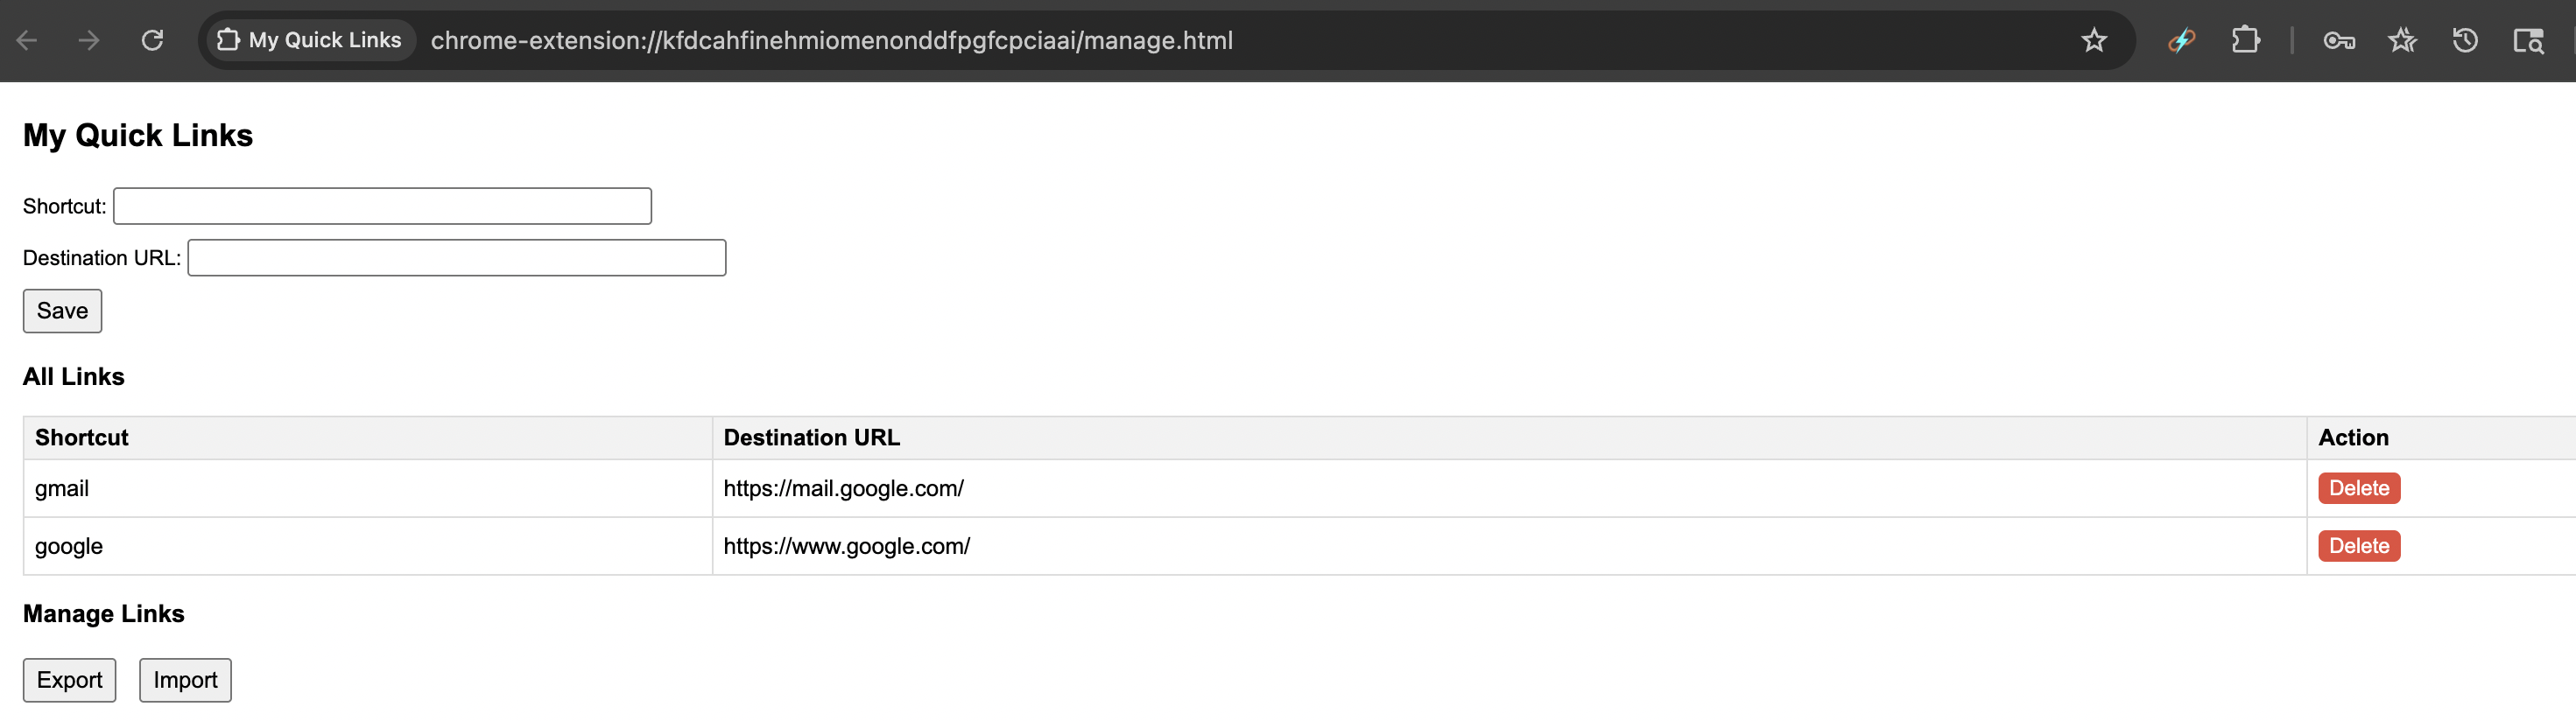 My Quick Links chrome-extension://kfdcahfinehmiomenonddfpgfcpciaai/manage.html
My Quick Links
Shortcut:
Destination URL:
Save
All Links
Shortcut Destination URL Action
gmail https://mail.google.com/ Delete
google https://www.google.com/ Delete
Manage Links
Export Import